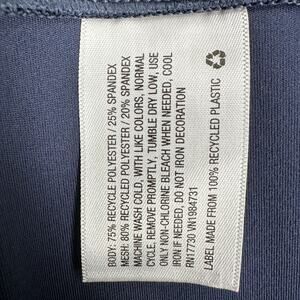 BODY: 75% RECYCLE POLYESTER / 25% SPANDEX
MESH: 80% RECYCLED POLYESTER / 20% SPANDEX
MACHINE WASH COLD, WITH LIKE COLORS, NORMAL
CYCLE. REMOVE PROMPTLY, TUMBLE DRY LOW, USE
ONLY NON-CHLORINE BLEACH WHEN NEEDED, COOL
IRON IF NEEDED. DO NOT IRON DECORATION
RN17730 VN1984731
LABEL: MADE FROM 100% RECYCLED PLASTIC